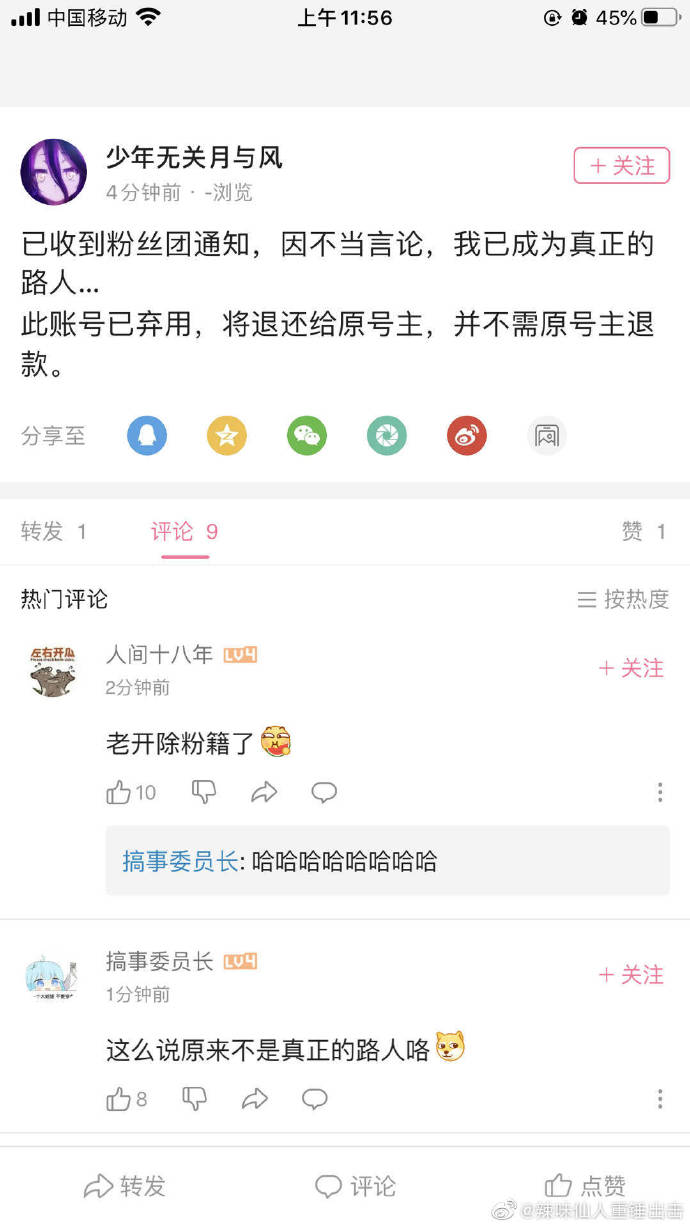 中国移动 上午11:56 45%
少年无关月与风 + 关注
4分钟前 · -浏览
已收到粉丝团通知，因不当言论，我已成为真正的
路人...
此账号已弃用，将退还给原号主，并不需原号主退
款。
分享至
转发 1 评论 9 赞 1
热门评论 按热度
左右开瓜
人间十八年 LV4
2分钟前 + 关注
老开除粉籍了
10
搞事委员长: 哈哈哈哈哈哈哈哈
搞事委员长 LV4
1分钟前 + 关注
这么说原来不是真正的路人咯
8
转发 评论 点赞
@辣味仙人重锤出击